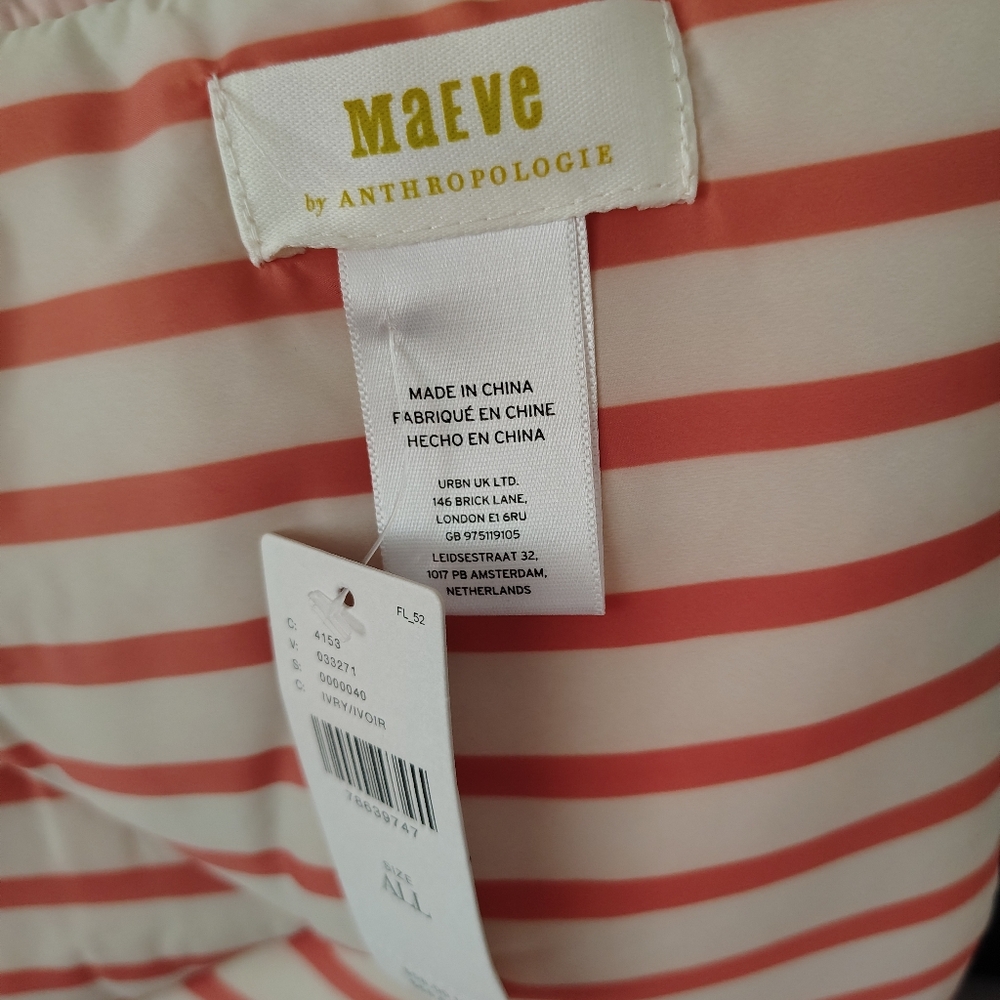 MaEVe
by ANTHROPOLOGIE
MADE IN CHINA
FABRIQUÉ EN CHINE
HECHO EN CHINA
URBN UK LTD.
146 BRICK LANE,
LONDON E1 6RU
GB 975119105
LEIDSESTRAAT 32,
1017 PB AMSTERDAM,
NETHERLANDS
FL_52
C: 4153
V: 033271
S: 0000040
C: IVRY/IVOIR
76639747
SIZE
ALL